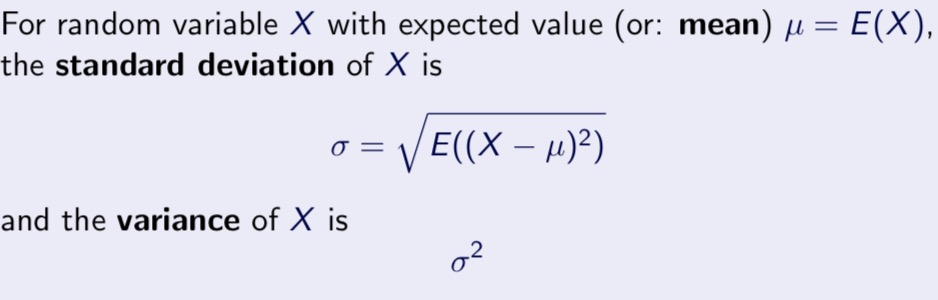 For random variable X with expected value (or: mean) μ = E(X),
the standard deviation of X is
σ = √E((X − μ)²)
and the variance of X is
σ²